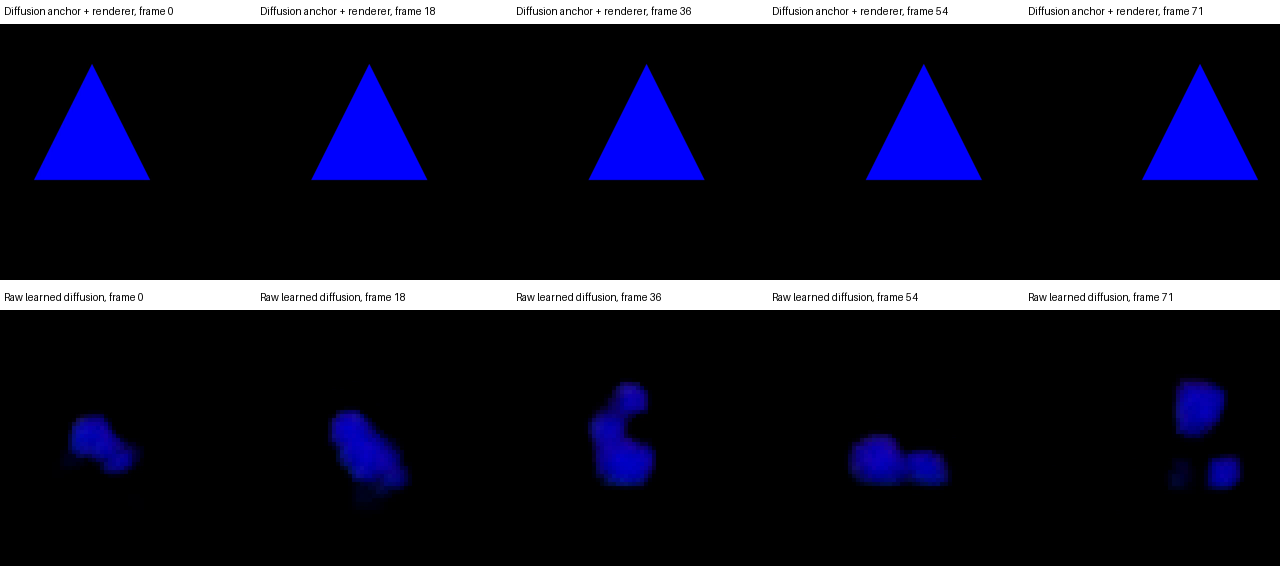 Diffusion anchor + renderer, frame 0
Diffusion anchor + renderer, frame 18
Diffusion anchor + renderer, frame 36
Diffusion anchor + renderer, frame 54
Diffusion anchor + renderer, frame 71
Raw learned diffusion, frame 0
Raw learned diffusion, frame 18
Raw learned diffusion, frame 36
Raw learned diffusion, frame 54
Raw learned diffusion, frame 71